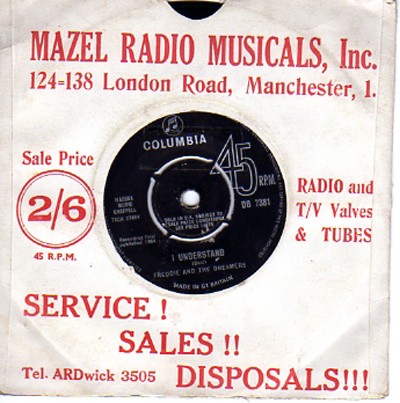 MAZEL RADIO MUSICALS, Inc.
124-138 London Road, Manchester, 1.
Sale Price
2/6
45 R.P.M.
COLUMBIA
45 RPM
DB 2381
I UNDERSTAND
FREDDIE AND THE DREAMERS
MADE IN GT BRITAIN
RADIO and
T/V Valves
& TUBES
SERVICE !
SALES !!
Tel. ARDwick 3505 DISPOSALS!!!